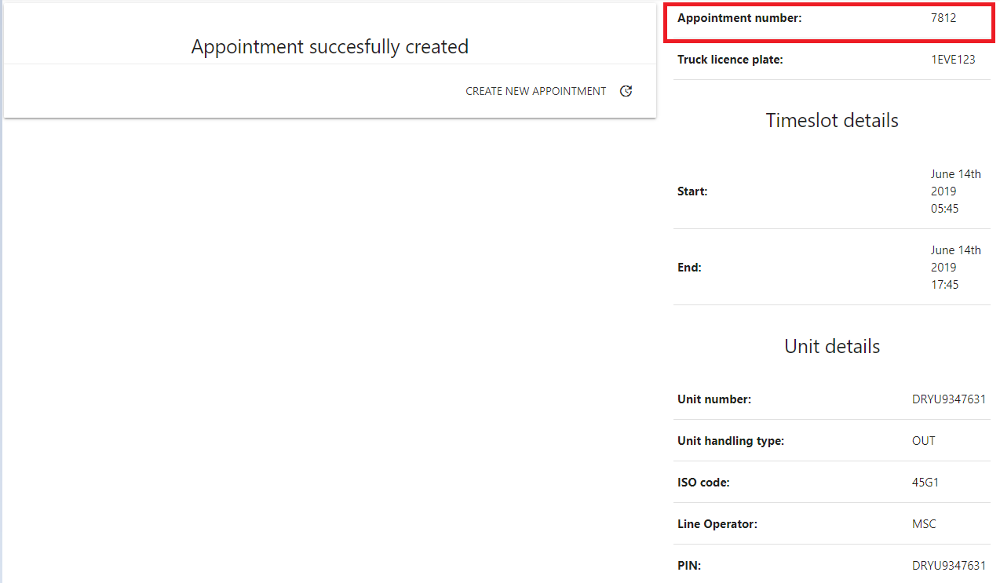 Appointment succesfully created
CREATE NEW APPOINTMENT
Appointment number: 7812
Truck licence plate: 1EVE123
Timeslot details
Start: June 14th
2019
05:45
End: June 14th
2019
17:45
Unit details
Unit number: DRYU9347631
Unit handling type: OUT
ISO code: 45G1
Line Operator: MSC
PIN: DRYU9347631